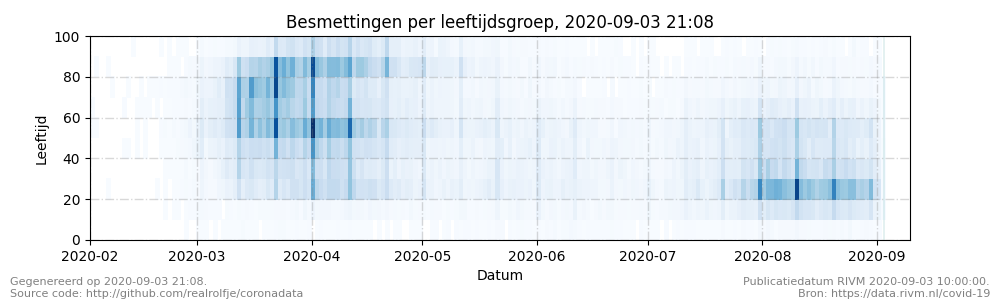 Besmettingen per leeftijdsgroep, 2020-09-03 21:08
100
80
60
40
20
0
Leeftijd
2020-02 2020-03 2020-04 2020-05 2020-06 2020-07 2020-08 2020-09
Datum
Gegenereerd op 2020-09-03 21:08.
Source code: http://github.com/realrolfje/coronadata
Publicatiedatum RIVM 2020-09-03 10:00:00.
Bron: https://data.rivm.nl/covid-19